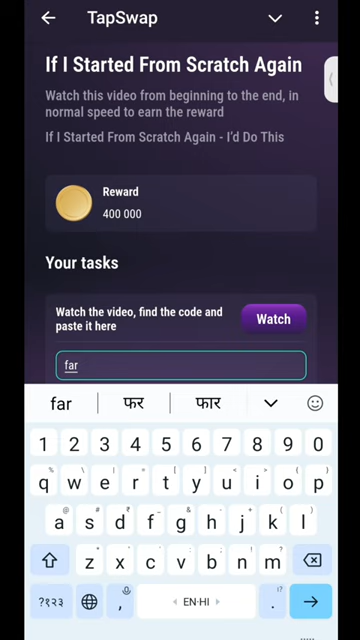 TapSwap
If I Started From Scratch Again
Watch this video from beginning to the end, in
normal speed to earn the reward
If I Started From Scratch Again - I'd Do This
Reward
400 000
Your tasks
Watch the video, find the code and
paste it here
Watch
far
far फर फार
1 2 3 4 5 6 7 8 9 0
q w e r t y u i o p
a s d f g h j k l
z x c v b n m
?१२३ , EN·HI .